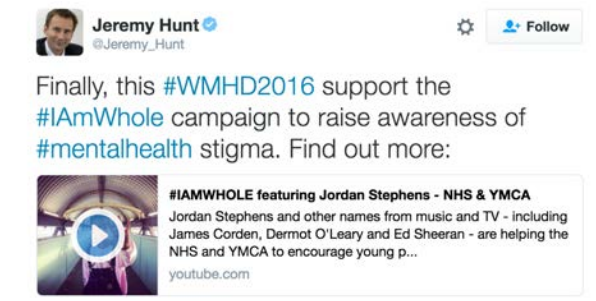 Jeremy Hunt
@Jeremy_Hunt
Follow
Finally, this #WMHD2016 support the
#IAmWhole campaign to raise awareness of
#mentalhealth stigma. Find out more:
#IAMWHOLE featuring Jordan Stephens - NHS & YMCA
Jordan Stephens and other names from music and TV - including
James Corden, Dermot O'Leary and Ed Sheeran - are helping the
NHS and YMCA to encourage young p...
youtube.com